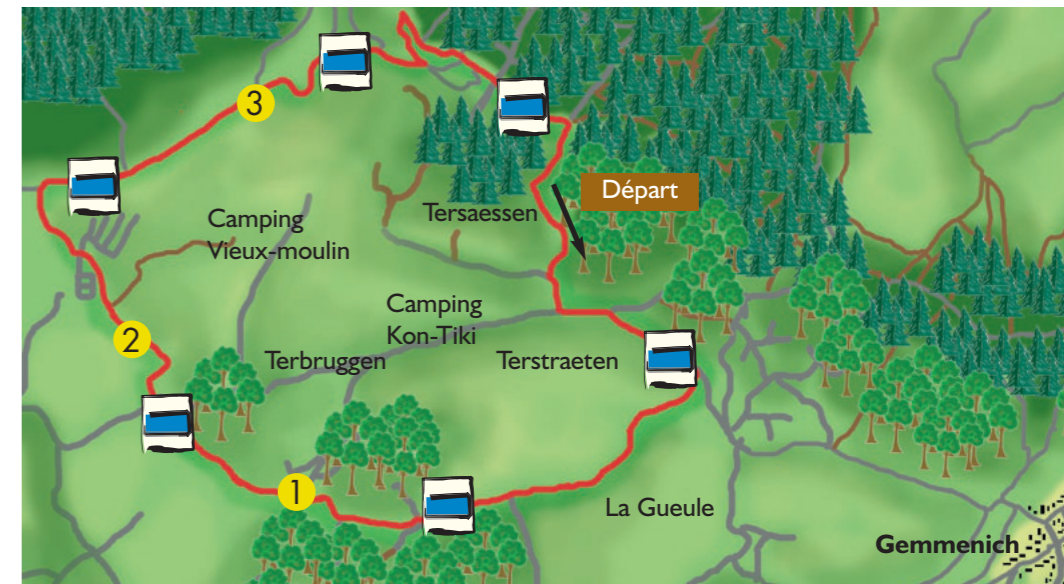 3
Départ
Tersaessen
Camping
Vieux-moulin
Camping
Kon-Tiki
2
Terbruggen
Terstraeten
1
La Gueule
Gemmenich